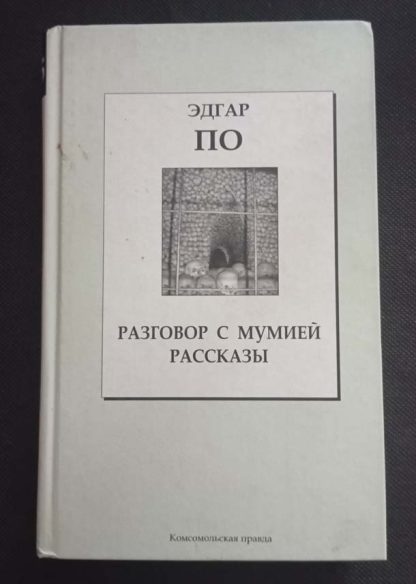 ЭДГАР
ПО
РАЗГОВОР С МУМИЕЙ
РАССКАЗЫ
Комсомольская правда